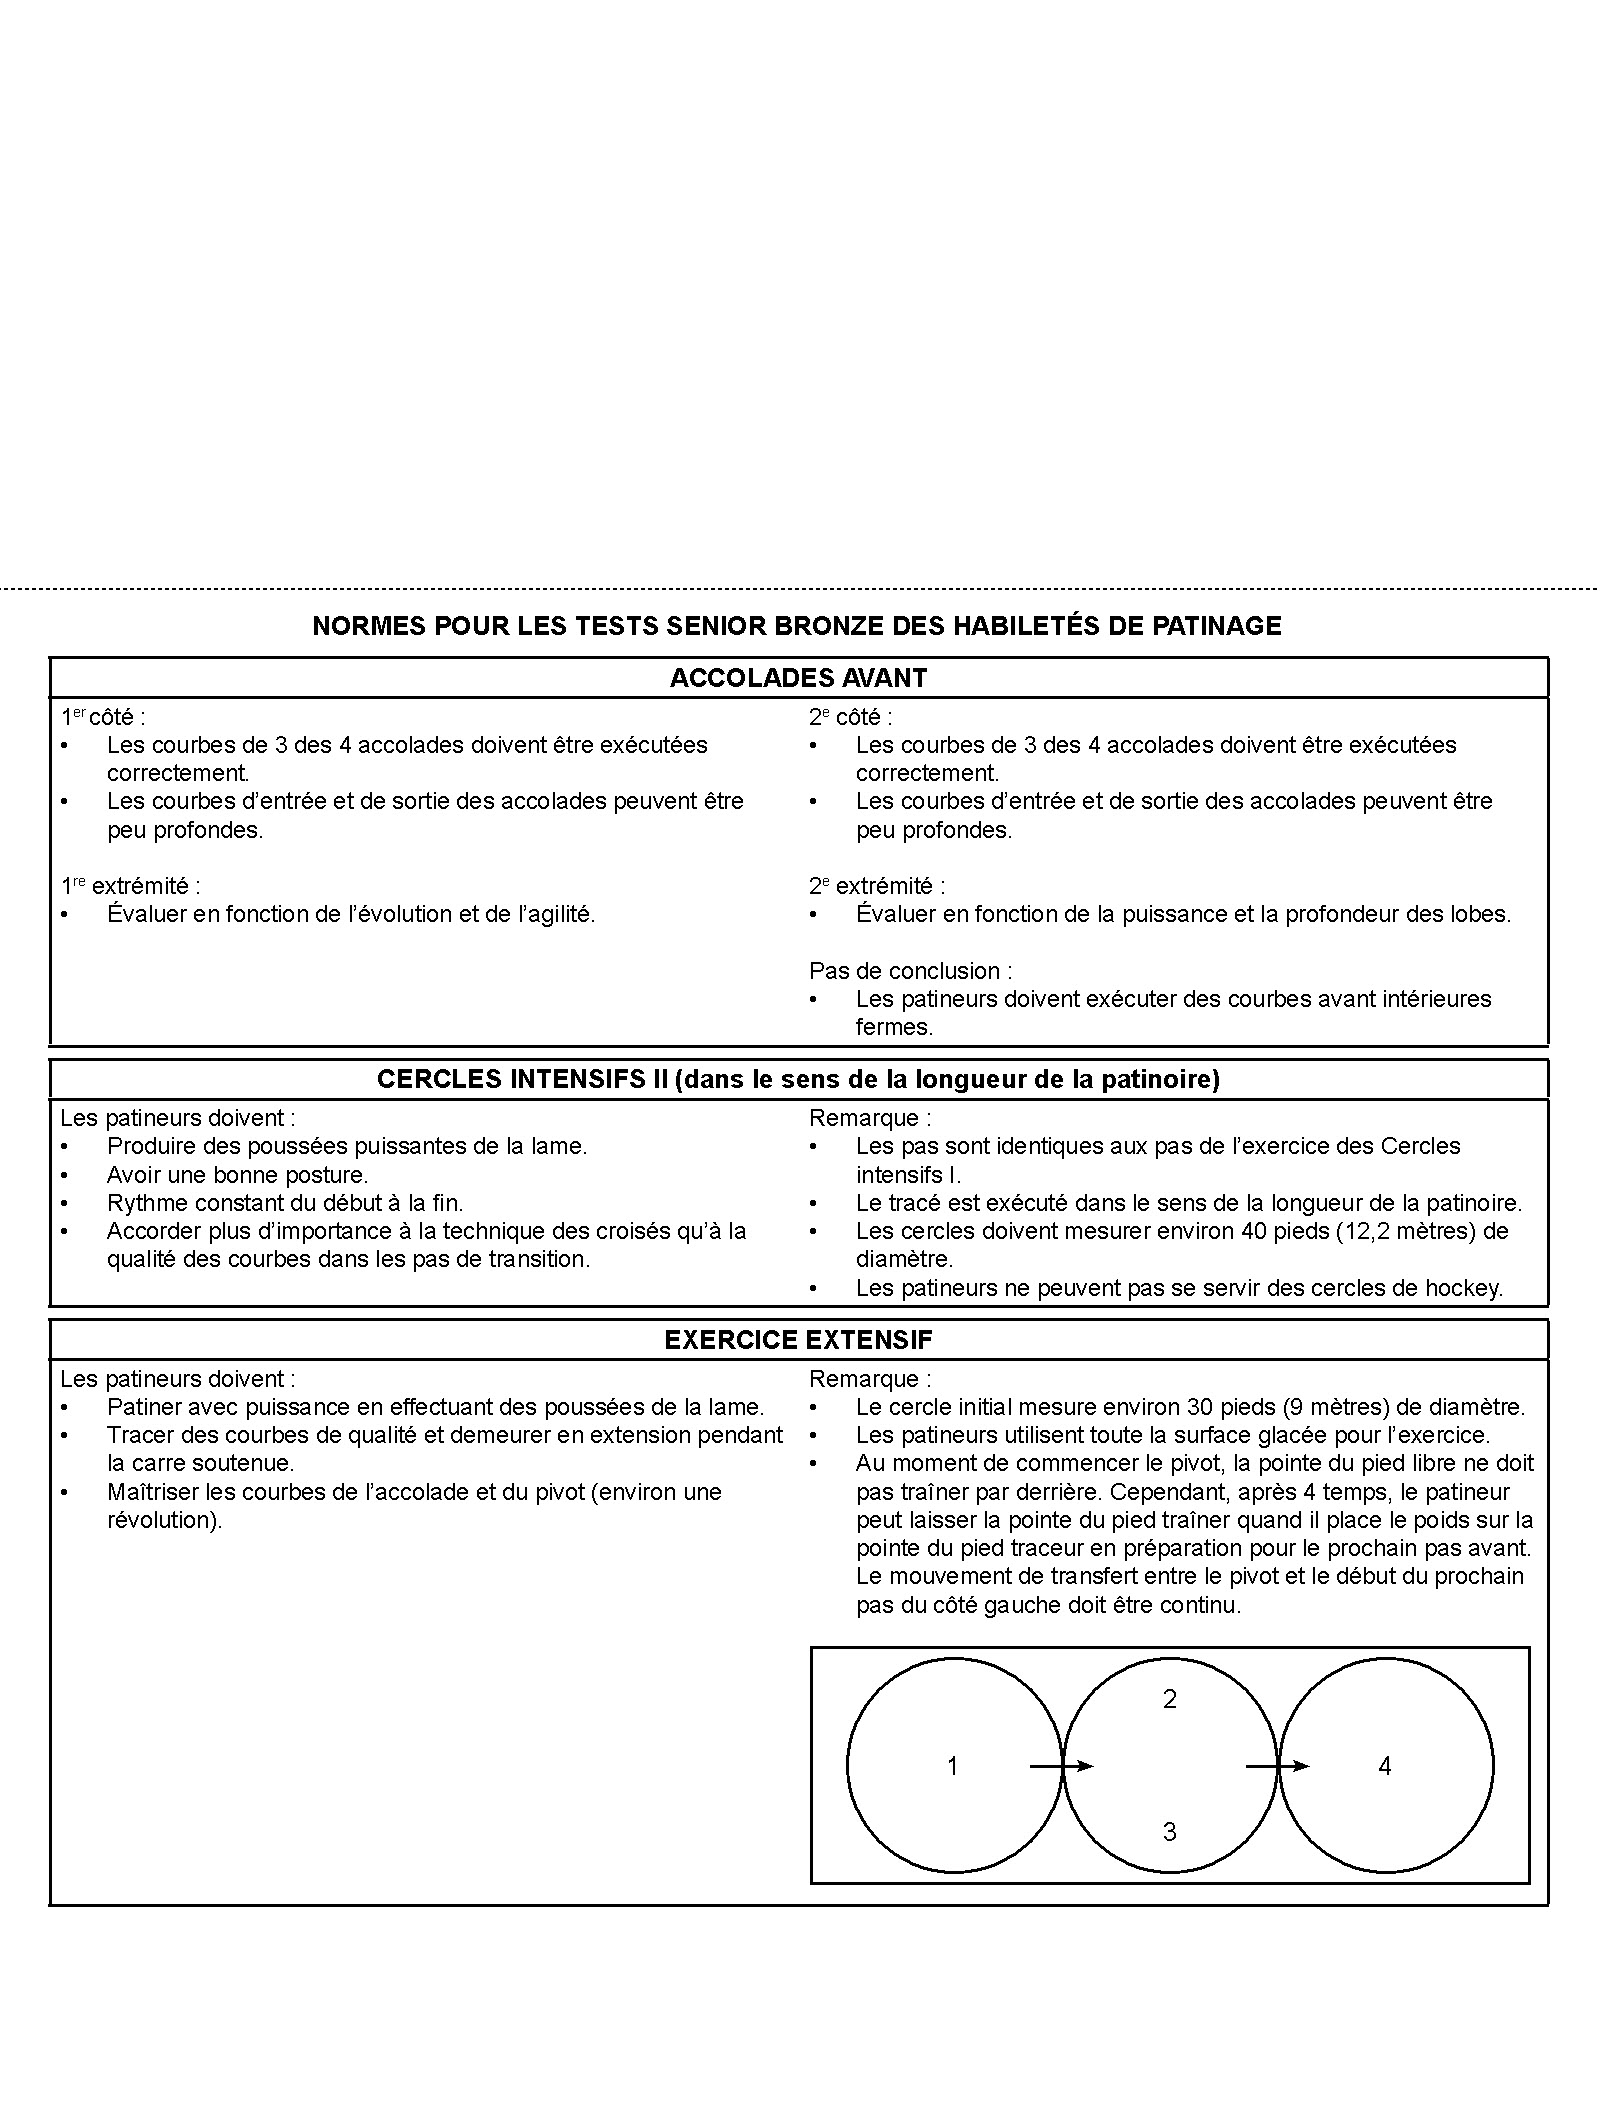 NORMES POUR LES TESTS SENIOR BRONZE DES HABILETÉS DE PATINAGE
ACCOLADES AVANT
1er côté :
• Les courbes de 3 des 4 accolades doivent être exécutées
correctement.
• Les courbes d’entrée et de sortie des accolades peuvent être
peu profondes.
1re extrémité :
• Évaluer en fonction de l’évolution et de l’agilité.
2e côté :
• Les courbes de 3 des 4 accolades doivent être exécutées
correctement.
• Les courbes d’entrée et de sortie des accolades peuvent être
peu profondes.
2e extrémité :
• Évaluer en fonction de la puissance et la profondeur des lobes.
Pas de conclusion :
• Les patineurs doivent exécuter des courbes avant intérieures
fermes.
CERCLES INTENSIFS II (dans le sens de la longueur de la patinoire)
Les patineurs doivent :
• Produire des poussées puissantes de la lame.
• Avoir une bonne posture.
• Rythme constant du début à la fin.
• Accorder plus d’importance à la technique des croisés qu’à la
qualité des courbes dans les pas de transition.
Remarque :
• Les pas sont identiques aux pas de l’exercice des Cercles
intensifs I.
• Le tracé est exécuté dans le sens de la longueur de la patinoire.
• Les cercles doivent mesurer environ 40 pieds (12,2 mètres) de
diamètre.
• Les patineurs ne peuvent pas se servir des cercles de hockey.
EXERCICE EXTENSIF
Les patineurs doivent :
• Patiner avec puissance en effectuant des poussées de la lame.
• Tracer des courbes de qualité et demeurer en extension pendant
la carre soutenue.
• Maîtriser les courbes de l’accolade et du pivot (environ une
révolution).
Remarque :
• Le cercle initial mesure environ 30 pieds (9 mètres) de diamètre.
• Les patineurs utilisent toute la surface glacée pour l’exercice.
• Au moment de commencer le pivot, la pointe du pied libre ne doit
pas traîner par derrière. Cependant, après 4 temps, le patineur
peut laisser la pointe du pied traîner quand il place le poids sur la
pointe du pied traceur en préparation pour le prochain pas avant.
Le mouvement de transfert entre le pivot et le début du prochain
pas du côté gauche doit être continu.
1
2
3
4